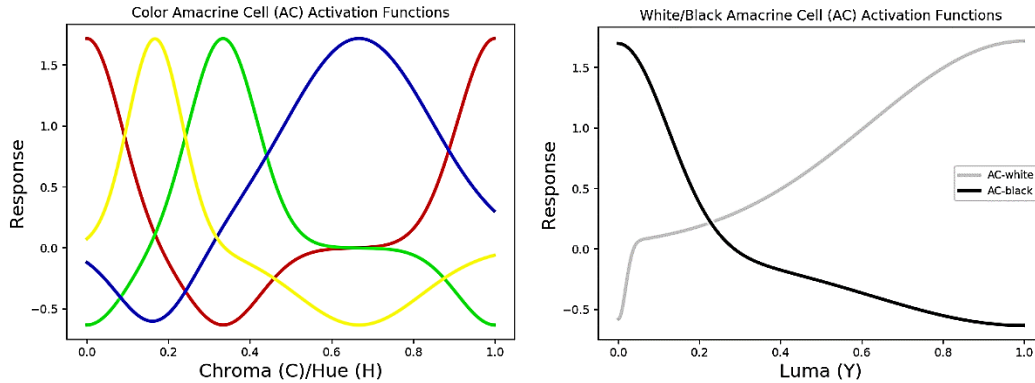 Color Amacrine Cell (AC) Activation Functions
Response
1.5
1.0
0.5
0.0
−0.5
0.0
0.2
0.4
0.6
0.8
1.0
Chroma (C)/Hue (H)
White/Black Amacrine Cell (AC) Activation Functions
Response
1.5
1.0
0.5
0.0
−0.5
AC-white
AC-black
0.0
0.2
0.4
0.6
0.8
1.0
Luma (Y)